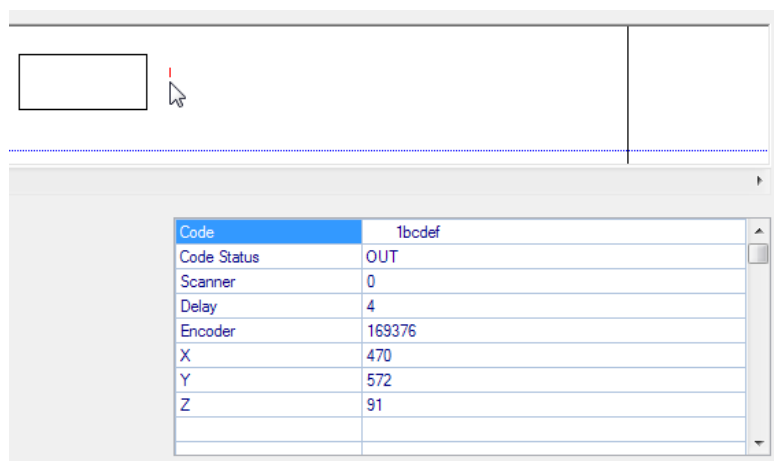 Code 1bcdef
Code Status OUT
Scanner 0
Delay 4
Encoder 169376
X 470
Y 572
Z 91